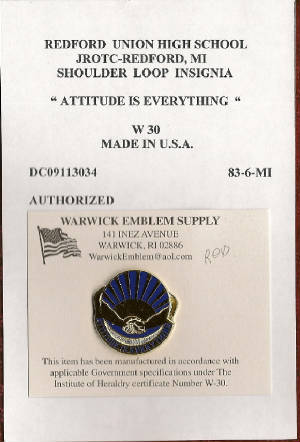 REDFORD UNION HIGH SCHOOL
JROTC-REDFORD, MI
SHOULDER LOOP INSIGNIA
“ ATTITUDE IS EVERYTHING “
W 30
MADE IN U.S.A.
DC09113034 83-6-MI
AUTHORIZED
WARWICK EMBLEM SUPPLY
141 INEZ AVENUE
WARWICK, RI 02886
WarwickEmblem@aol.com
This item has been manufactured in accordance with
applicable Government specifications under The
Institute of Heraldry certificate Number W-30.